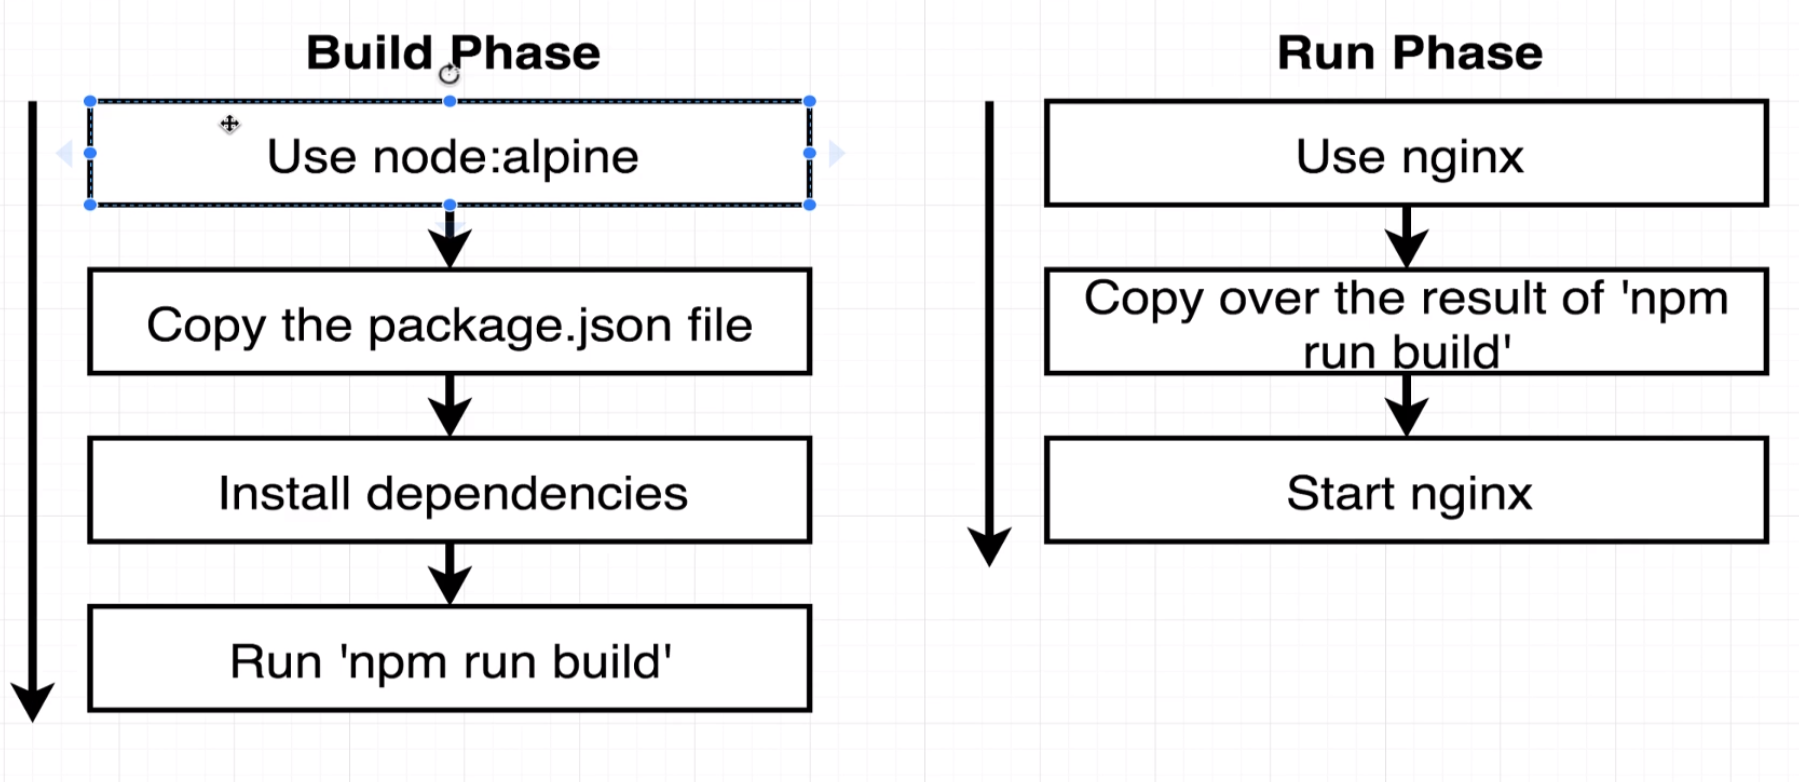 Build Phase
Use node:alpine
Copy the package.json file
Install dependencies
Run 'npm run build'
Run Phase
Use nginx
Copy over the result of 'npm
run build'
Start nginx